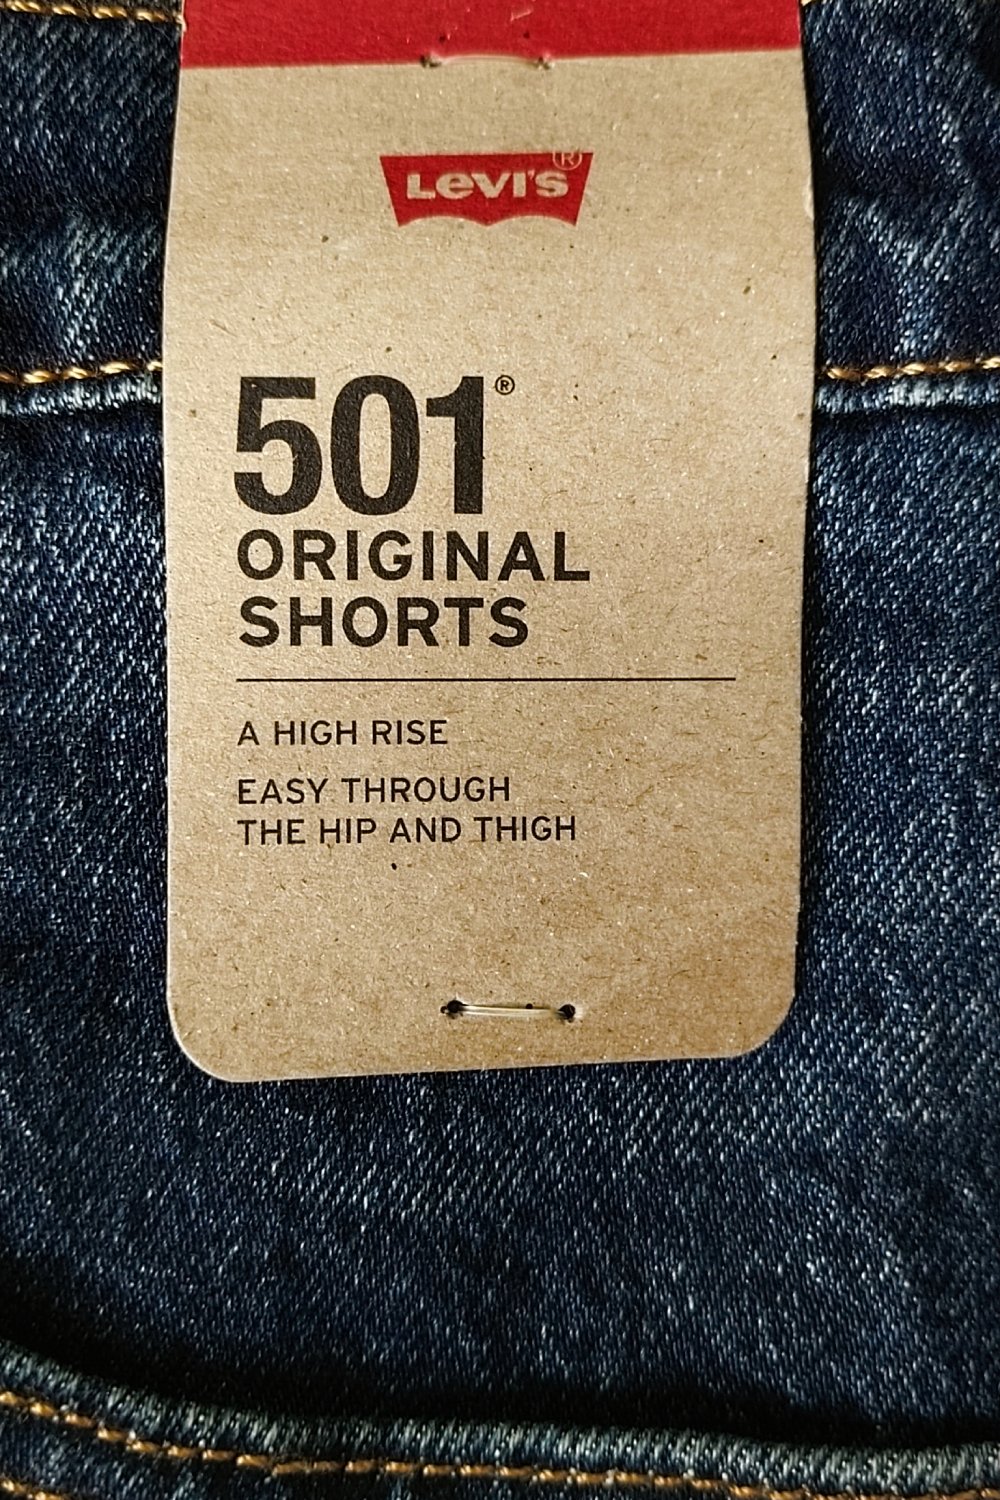 Levi's®
501®
ORIGINAL
SHORTS
A HIGH RISE
EASY THROUGH
THE HIP AND THIGH